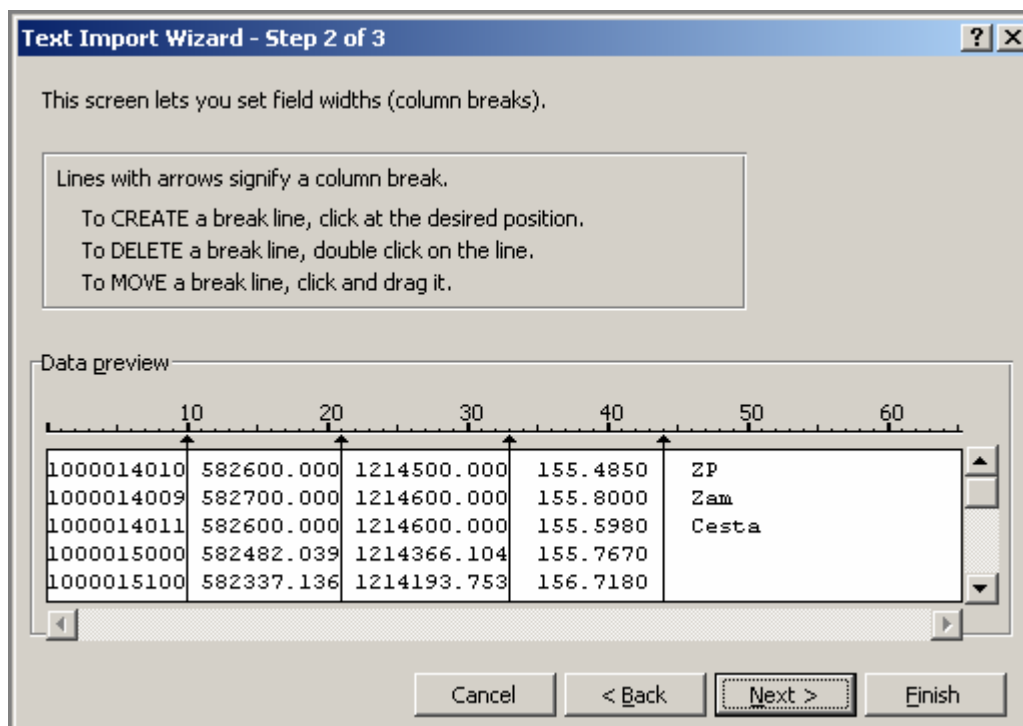 Text Import Wizard - Step 2 of 3
This screen lets you set field widths (column breaks).
Lines with arrows signify a column break.
To CREATE a break line, click at the desired position.
To DELETE a break line, double click on the line.
To MOVE a break line, click and drag it.
Data preview
10 20 30 40 50 60
1000014010 582600.000 1214500.000 155.4850 ZP
1000014009 582700.000 1214600.000 155.8000 Zam
1000014011 582600.000 1214600.000 155.5980 Cesta
1000015000 582482.039 1214366.104 155.7670
1000015100 582337.136 1214193.753 156.7180
Cancel < Back Next > Finish